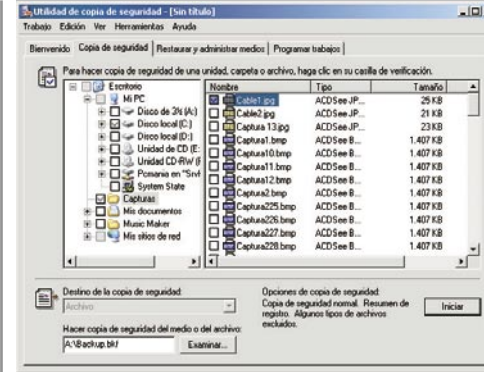 Utilidad de copia de seguridad - [Sin título]
Trabajo Edición Ver Herramientas Ayuda
Bienvenido Copia de seguridad Restaurar y administrar medios Programar trabajos
Para hacer copia de seguridad de una unidad, carpeta o archivo, haga clic en su casilla de verificación.
Escritorio
Mi PC
Disco de 3½ (A:)
Disco local (C:)
Disco local (D:)
Unidad de CD (E:
Unidad CD-RW (F
Pcmania en "Srvf
System State
Capturas
Mis documentos
Music Maker
Mis sitios de red
Nombre Tipo Tamaño
Cable1.jpg ACDSee JP... 25 KB
Cable2.jpg ACDSee JP... 21 KB
Captura 13.jpg ACDSee JP... 23 KB
Captura1.bmp ACDSee B... 1.407 KB
Captura10.bmp ACDSee B... 1.407 KB
Captura11.bmp ACDSee B... 1.407 KB
Captura12.bmp ACDSee B... 1.407 KB
Captura2.bmp ACDSee B... 1.407 KB
Captura225.bmp ACDSee B... 1.407 KB
Captura226.bmp ACDSee B... 1.407 KB
Captura227.bmp ACDSee B... 1.407 KB
Captura228.bmp ACDSee B... 1.407 KB
Destino de la copia de seguridad:
Archivo
Hacer copia de seguridad del medio o del archivo:
A:\Backup.bkf Examinar...
Opciones de copia de seguridad:
Copia de seguridad normal. Resumen de
registro. Algunos tipos de archivos
excluidos.
Iniciar